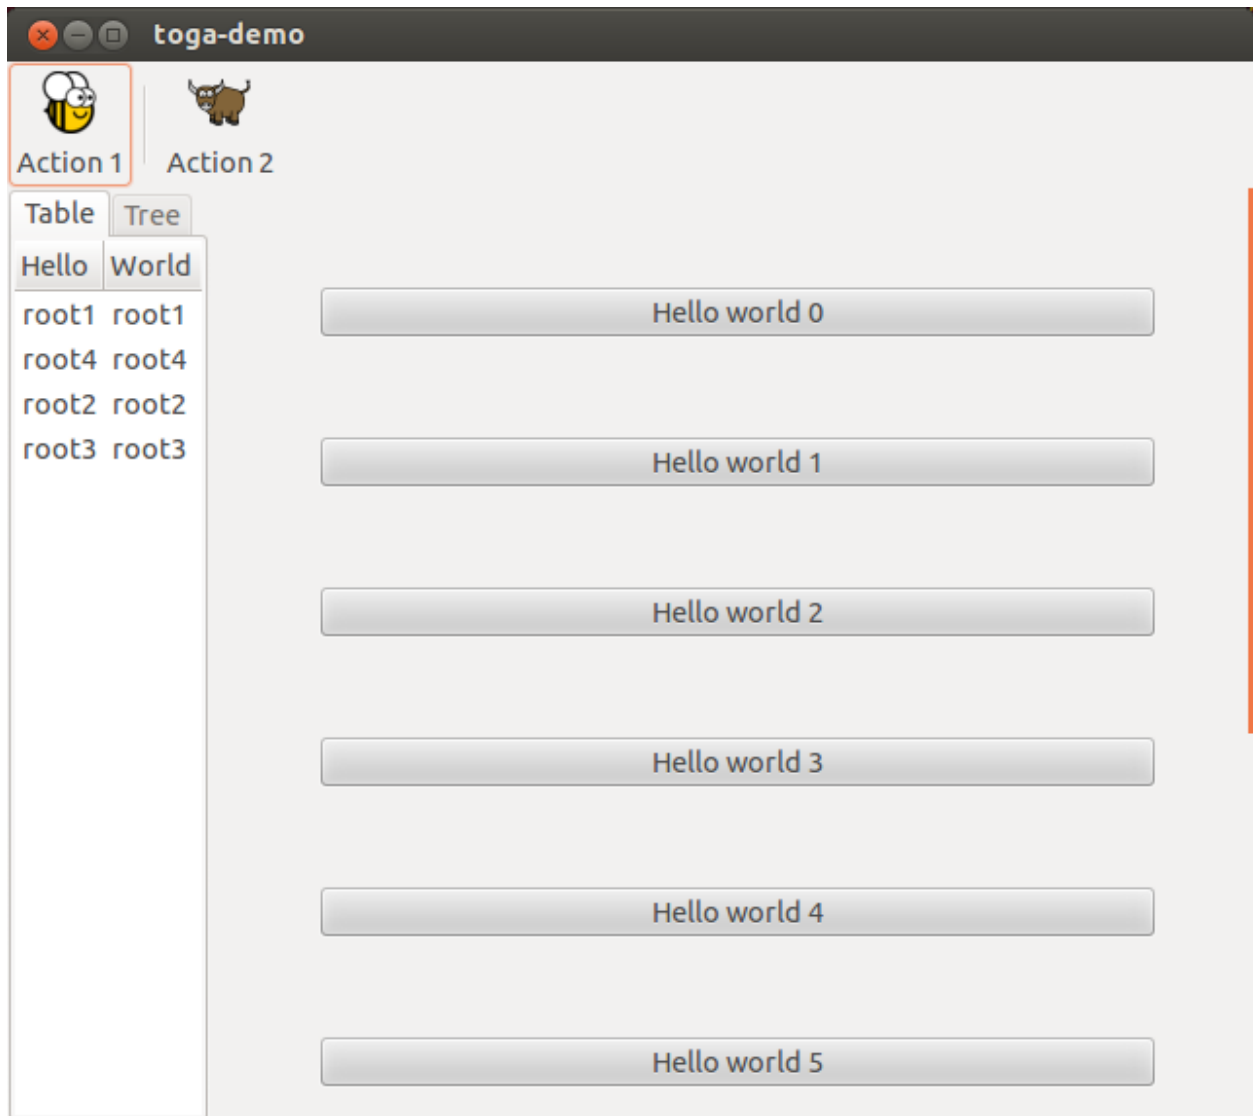 toga-demo
Action 1 Action 2
Table Tree
Hello World
root1 root1
root4 root4
root2 root2
root3 root3
Hello world 0
Hello world 1
Hello world 2
Hello world 3
Hello world 4
Hello world 5